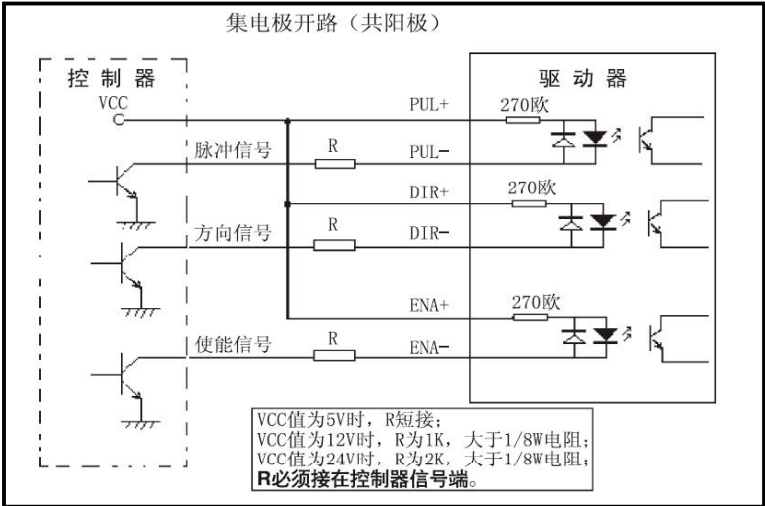 集电极开路（共阳极）
控 制 器
驱 动 器
VCC
PUL+
270欧
脉冲信号
R
PUL-
DIR+
270欧
方向信号
R
DIR-
ENA+
270欧
使能信号
R
ENA-
VCC值为5V时，R短接；
VCC值为12V时，R为1K，大于1/8W电阻；
VCC值为24V时，R为2K，大于1/8W电阻；
R必须接在控制器信号端。